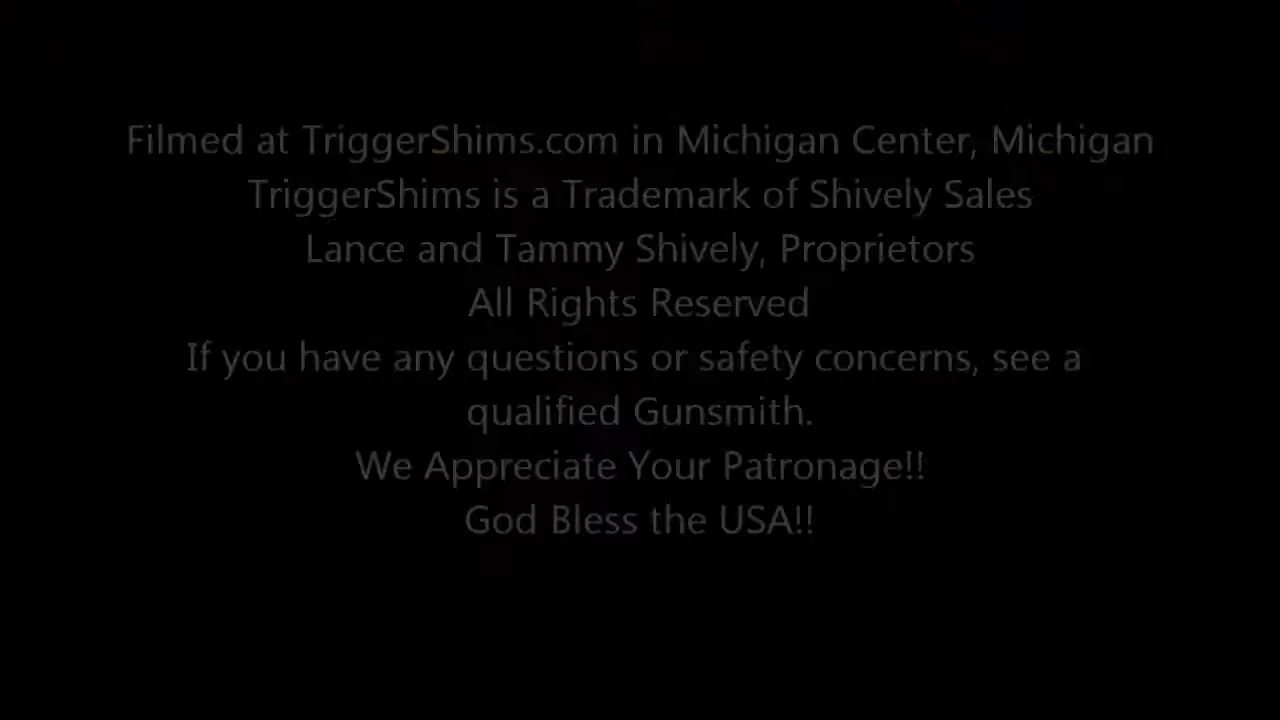 Filmed at TriggerShims.com in Michigan Center, Michigan
TriggerShims is a Trademark of Shively Sales
Lance and Tammy Shively, Proprietors
All Rights Reserved
If you have any questions or safety concerns, see a
qualified Gunsmith.
We Appreciate Your Patronage!!
God Bless the USA!!